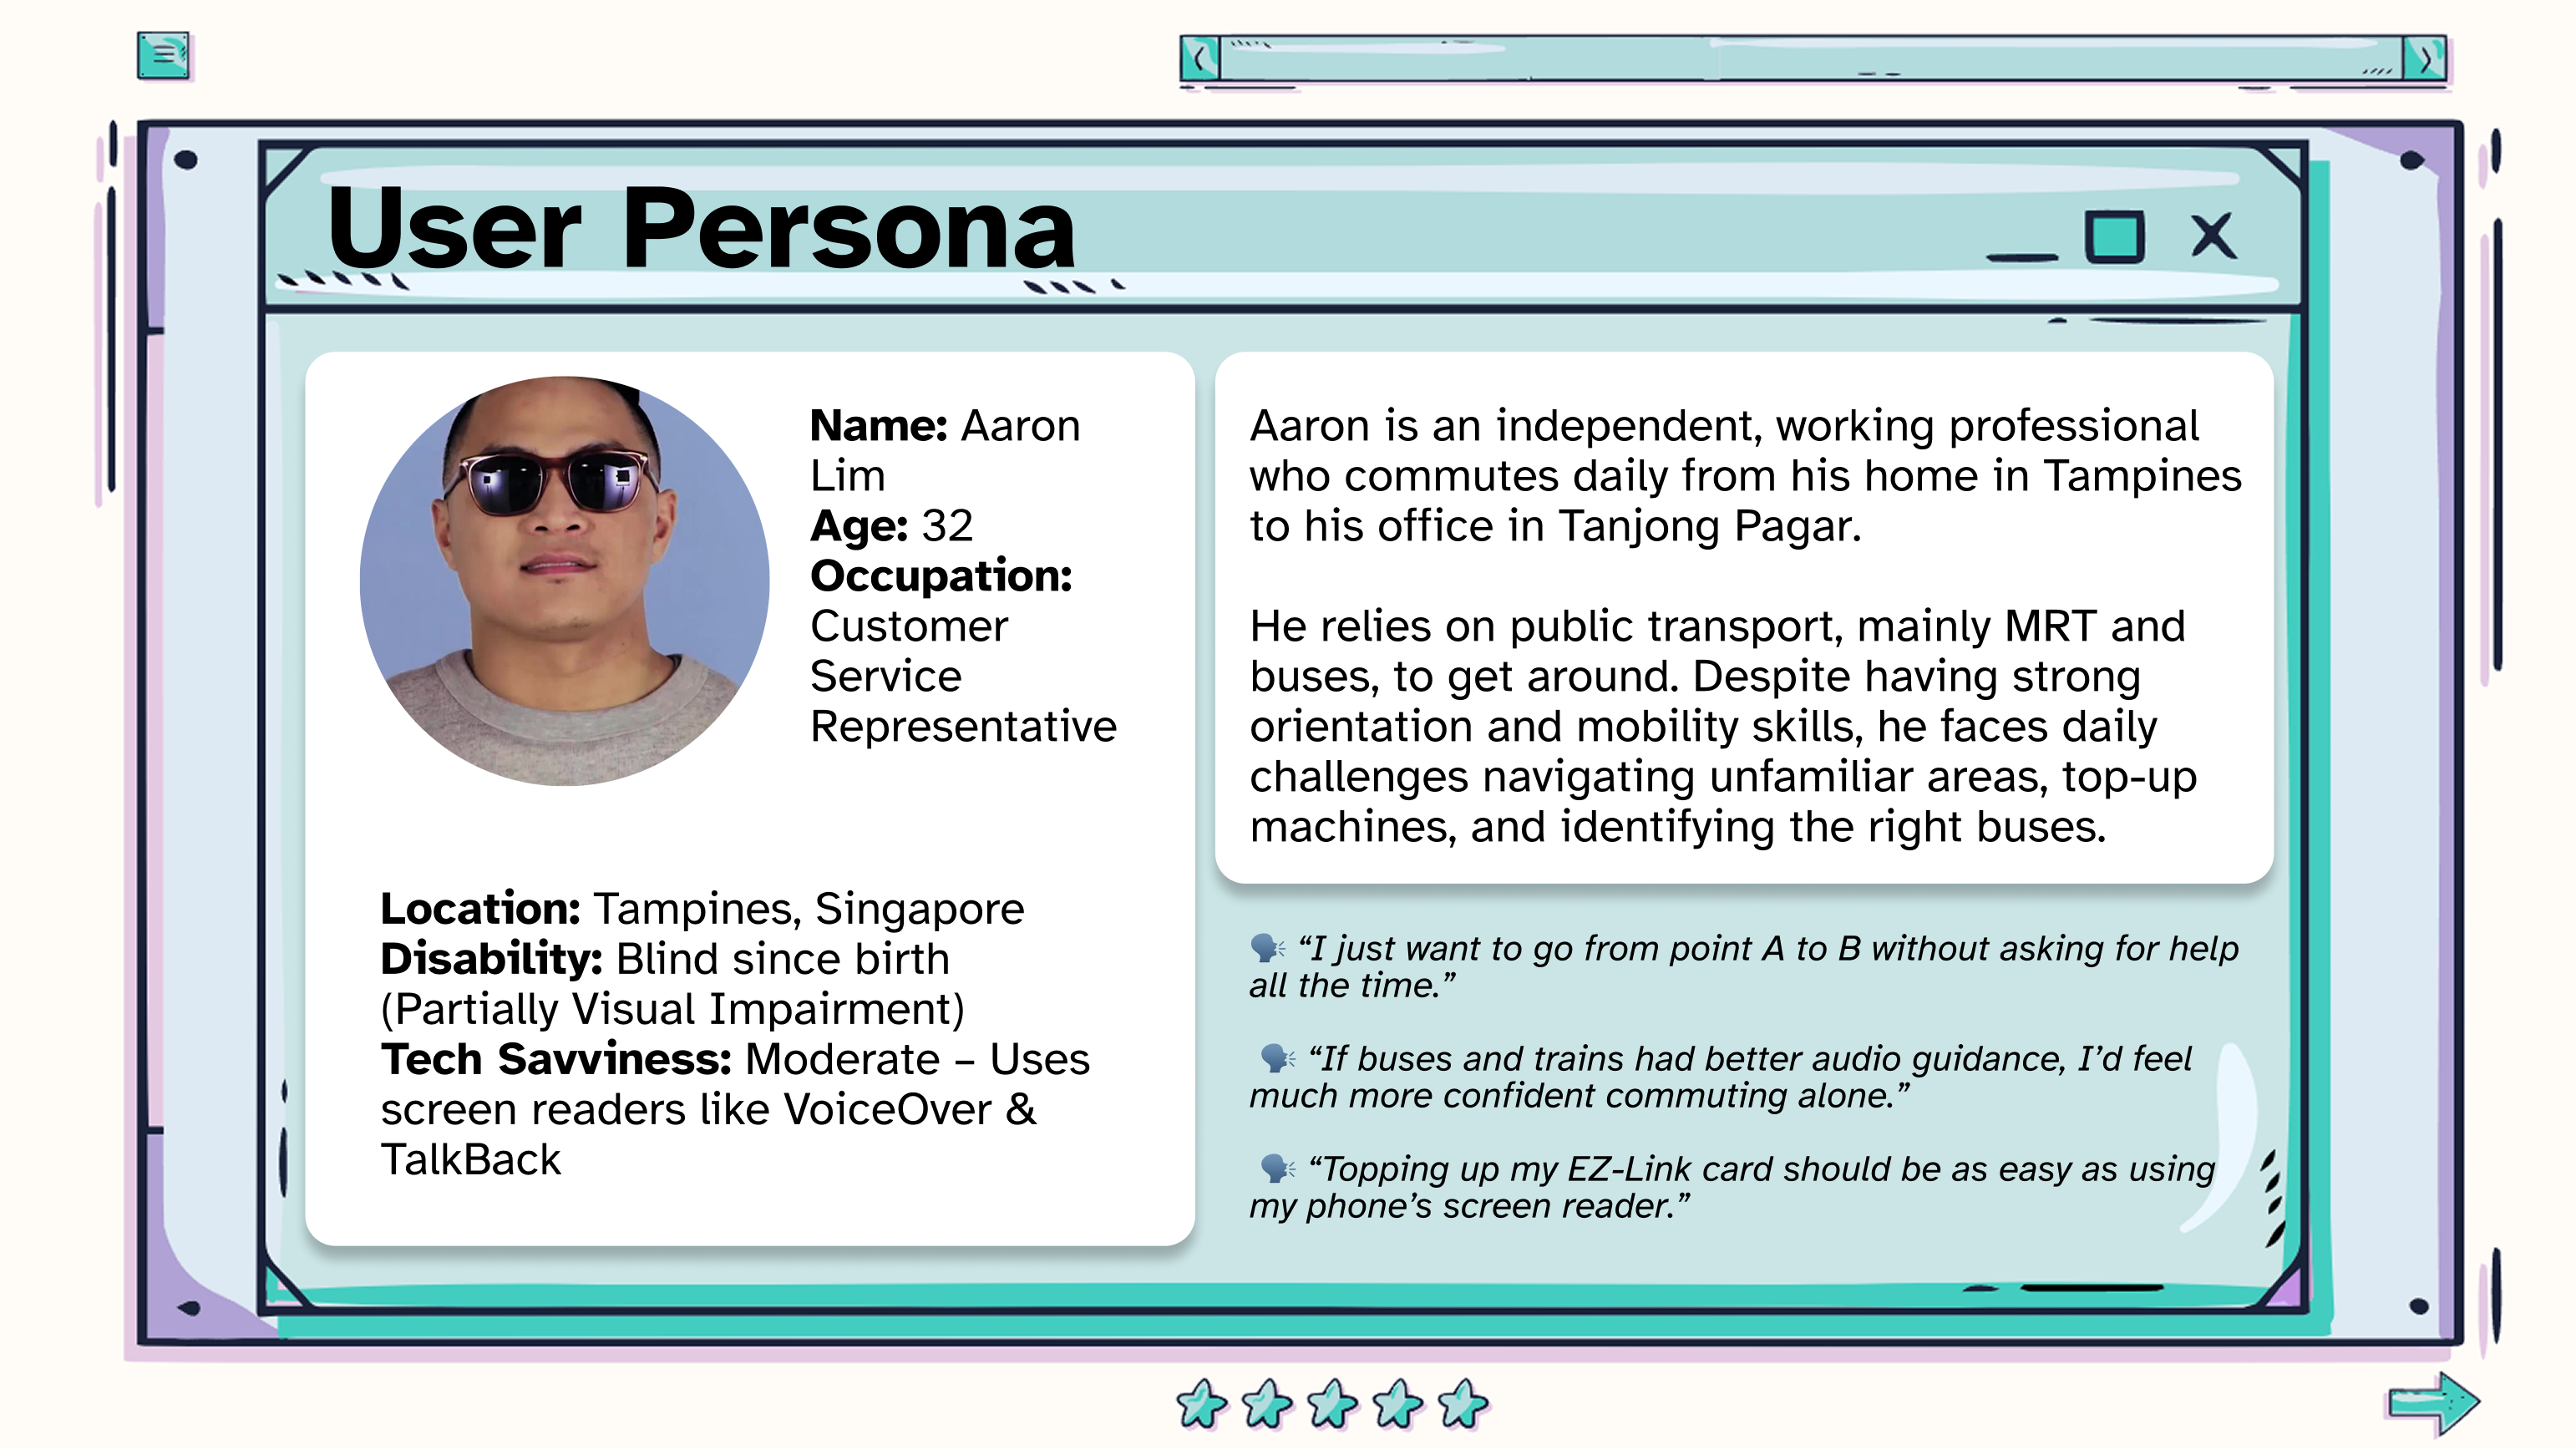 User Persona
Name: Aaron
Lim
Age: 32
Occupation:
Customer
Service
Representative
Location: Tampines, Singapore
Disability: Blind since birth
(Partially Visual Impairment)
Tech Savviness: Moderate – Uses
screen readers like VoiceOver &
TalkBack
Aaron is an independent, working professional
who commutes daily from his home in Tampines
to his office in Tanjong Pagar.
He relies on public transport, mainly MRT and
buses, to get around. Despite having strong
orientation and mobility skills, he faces daily
challenges navigating unfamiliar areas, top-up
machines, and identifying the right buses.
🗣️ “I just want to go from point A to B without asking for help
all the time.”
🗣️ “If buses and trains had better audio guidance, I’d feel
much more confident commuting alone.”
🗣️ “Topping up my EZ-Link card should be as easy as using
my phone’s screen reader.”